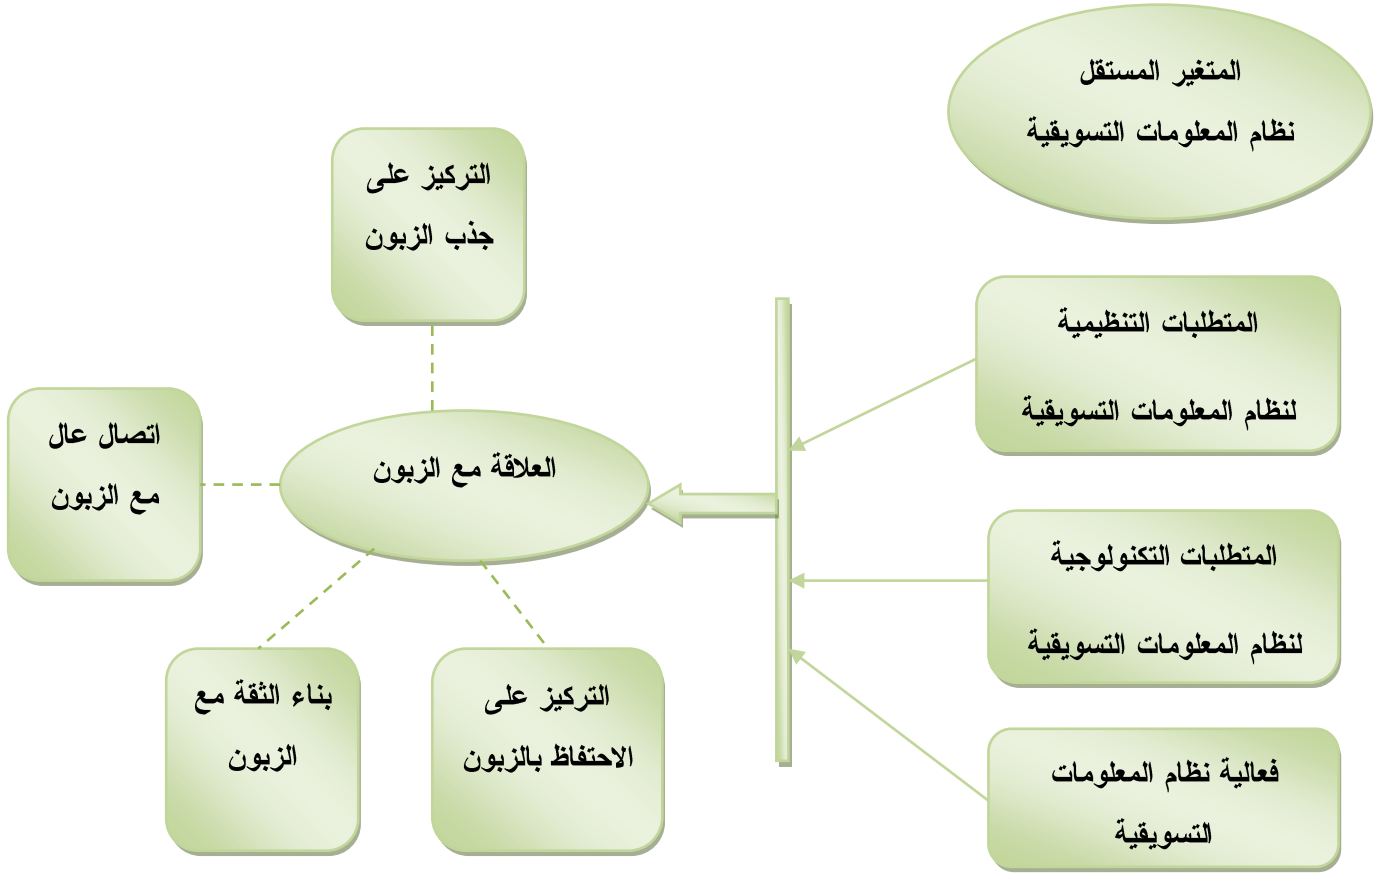 المتغير المستقل
نظام المعلومات التسويقية
المتطلبات التنظيمية
لنظام المعلومات التسويقية
المتطلبات التكنولوجية
لنظام المعلومات التسويقية
فعالية نظام المعلومات
التسويقية
التركيز على
جذب الزبون
العلاقة مع الزبون
اتصال عال
مع الزبون
التركيز على
الاحتفاظ بالزبون
بناء الثقة مع
الزبون